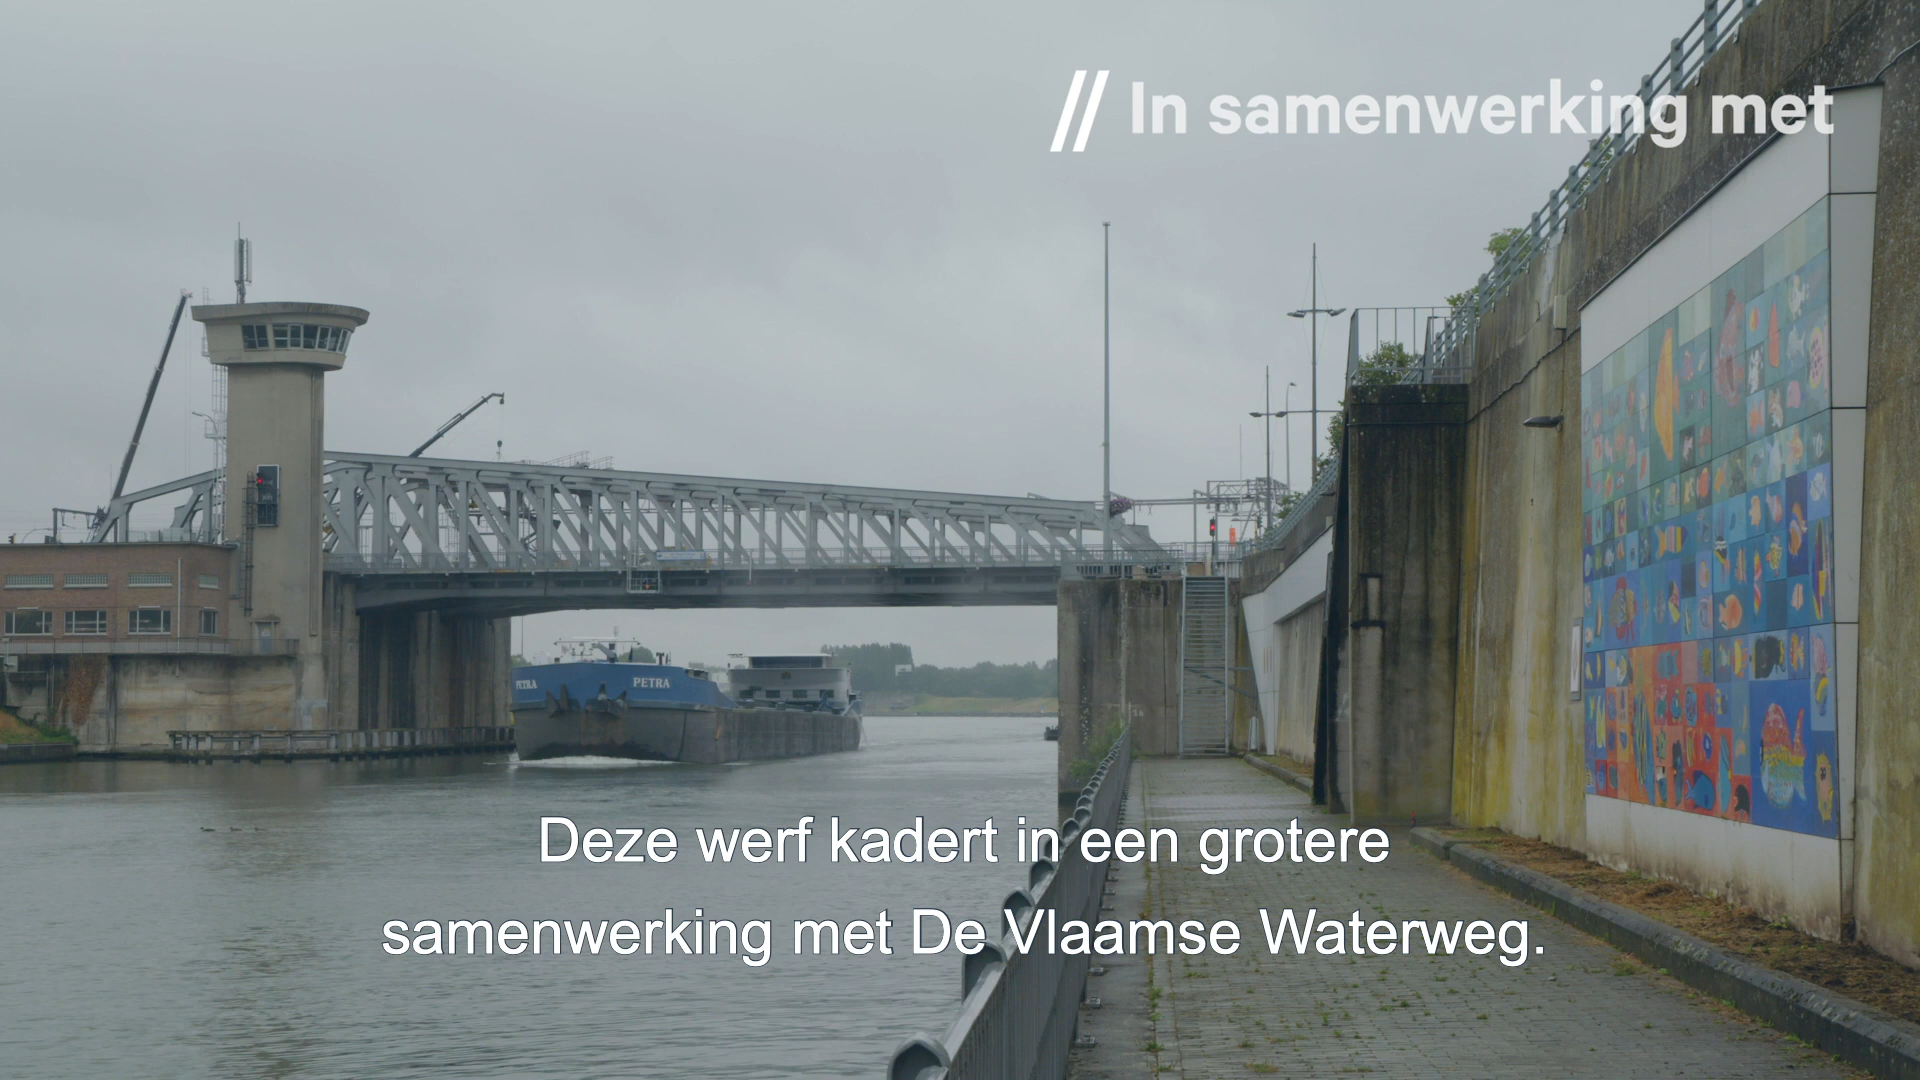 // In samenwerking met
PETRA
PETRA
Deze werf kadert in een grotere
samenwerking met De Vlaamse Waterweg.